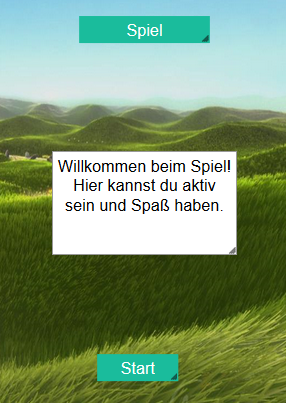 Spiel
Willkommen beim Spiel!
Hier kannst du aktiv
sein und Spaß haben.
Start